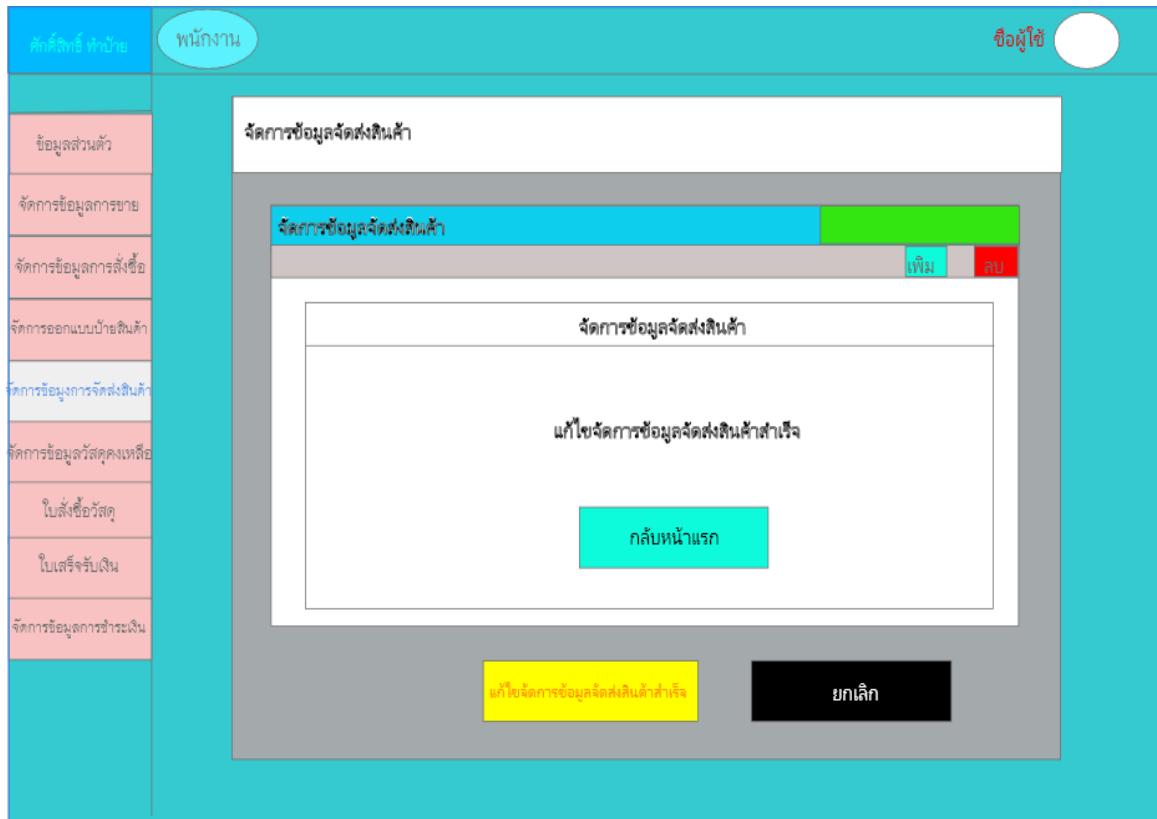 ศักดิ์สิทธิ์ ทำป้าย
พนักงาน
ชื่อผู้ใช้
ข้อมูลส่วนตัว
จัดการข้อมูลการขาย
จัดการข้อมูลการสั่งซื้อ
จัดการออกแบบป้ายสินค้า
จัดการข้อมูงการจัดส่งสินค้า
จัดการข้อมูลวัสดุคงเหลือ
ใบสั่งซื้อวัสดุ
ใบเสร็จรับเงิน
จัดการข้อมูลการชำระเงิน
จัดการข้อมูลจัดส่งสินค้า
จัดการข้อมูลจัดส่งสินค้า
เพิ่ม
ลบ
จัดการข้อมูลจัดส่งสินค้า
แก้ไขจัดการข้อมูลจัดส่งสินค้าสำเร็จ
กลับหน้าแรก
แก้ไขจัดการข้อมูลจัดส่งสินค้าสำเร็จ
ยกเลิก